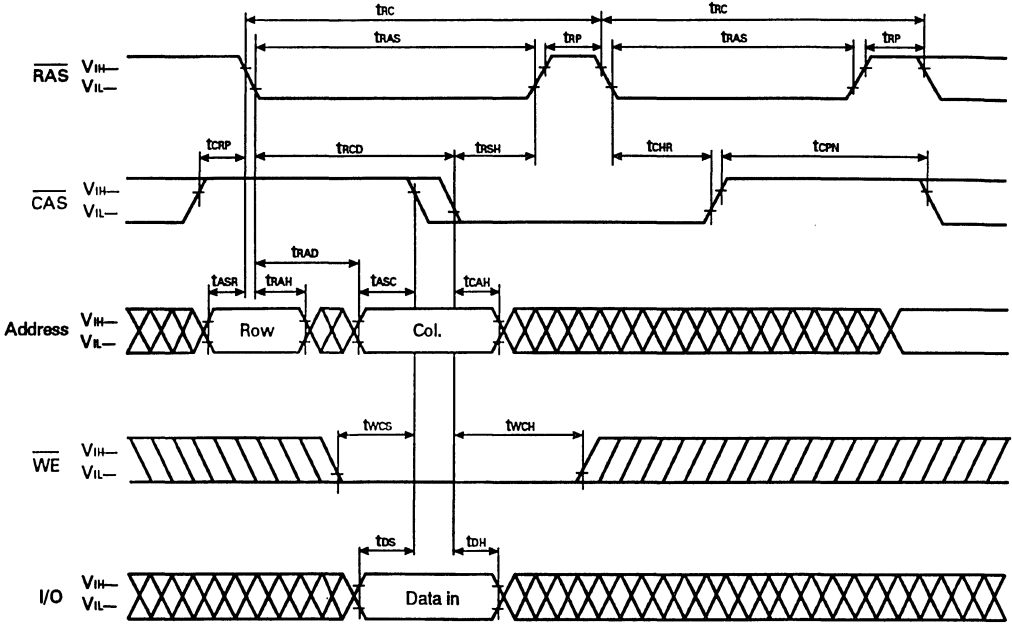 tRC tRC
tRAS tRP tRAS tRP
RAS VIH
VIL
tCRP tRCD tRSH tCHR tCPN
CAS VIH
VIL
tRAD
tASR tRAH tASC tCAH
Address VIH
VIL
Row Col.
tWCS tWCH
WE VIH
VIL
tDS tDH
I/O VIH
VIL
Data in